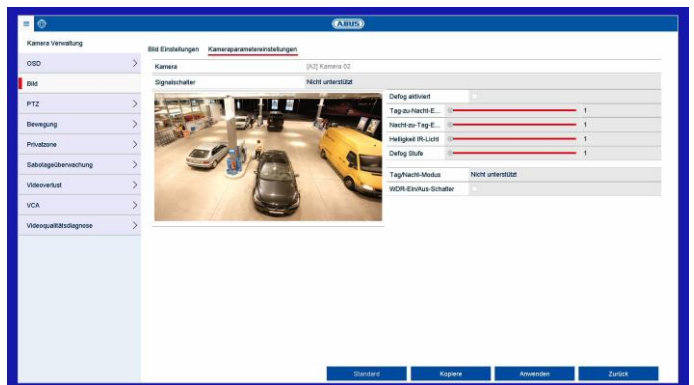 ABUS
Kamera Verwaltung
Bild Einstellungen Kameraparametereinstellungen
OSD
Bild
PTZ
Bewegung
Privatzone
Sabotageüberwachung
Videoverlust
VCA
Videoqualitätsdiagnose
Kamera [A2] Kamera 02
Signalschalter Nicht unterstützt
Defog aktiviert
Tag-zu-Nacht-E... 1
Nacht-zu-Tag-E... 1
Helligkeit IR-Licht 1
Defog Stufe 1
Tag/Nacht-Modus Nicht unterstützt
WDR-Ein/Aus-Schalter
Standard Kopiere Anwenden Zurück